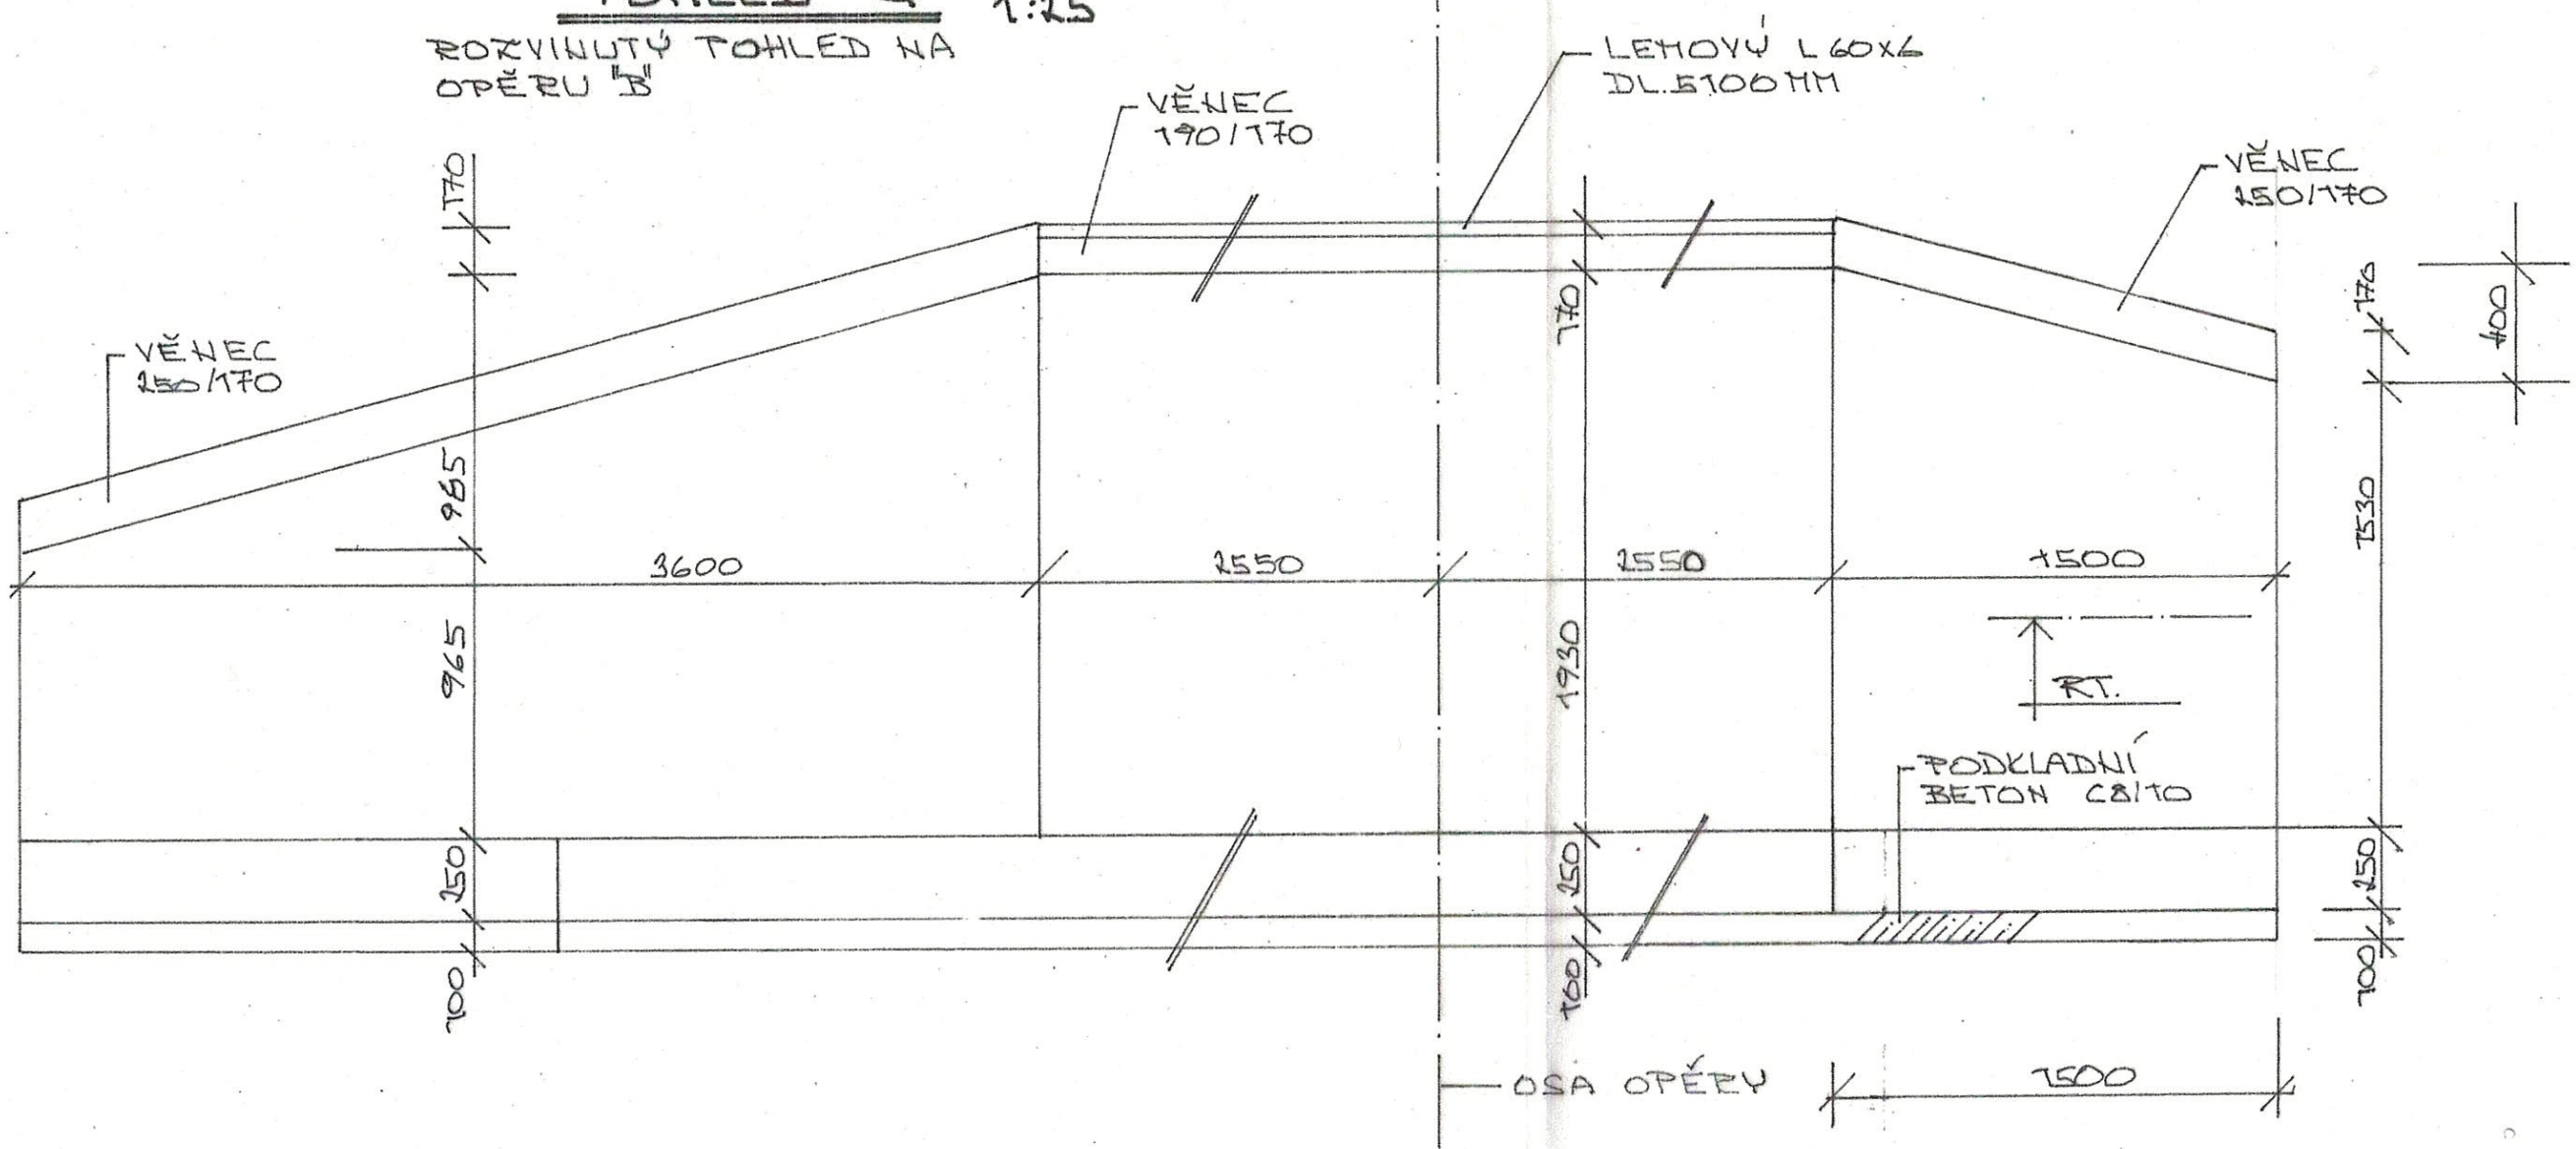 1:25
ROZVINUTÝ POHLED NA
OPĚRU "B"
LEMOVÝ L 60X6
DL. 5100 MM
VĚNEC
190/170
VĚNEC
250/170
VĚNEC
250/170
170
965
965
250
100
3600
2550
2550
1500
170
1930
250
100
170
400
1530
250
100
RT.
PODKLADNÍ
BETON C8/10
OSA OPĚRY
1500